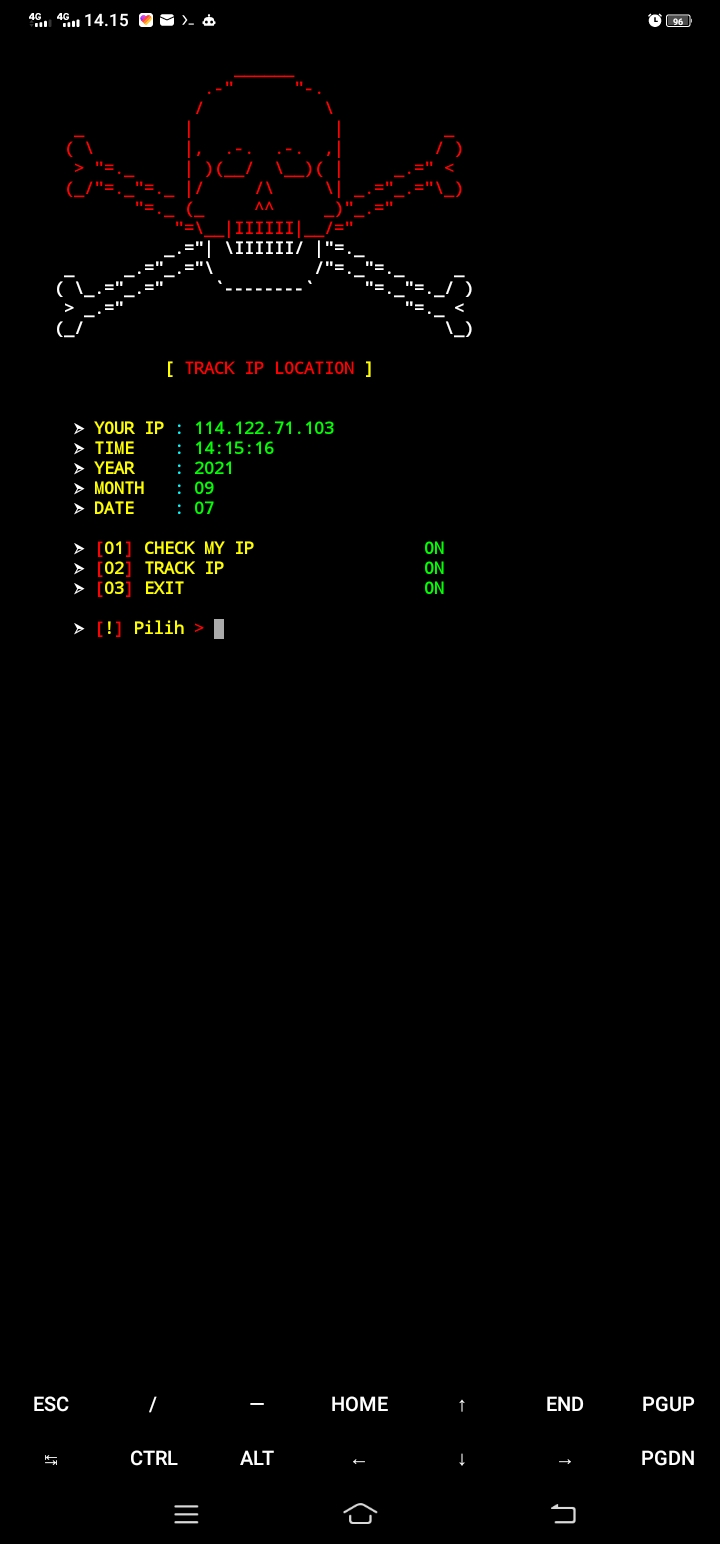 4G 4G 14.15 96
[ TRACK IP LOCATION ]
➤ YOUR IP : 114.122.71.103
➤ TIME : 14:15:16
➤ YEAR : 2021
➤ MONTH : 09
➤ DATE : 07
➤ [01] CHECK MY IP ON
➤ [02] TRACK IP ON
➤ [03] EXIT ON
➤ [!] Pilih >
ESC / — HOME ↑ END PGUP
↹ CTRL ALT ← ↓ → PGDN